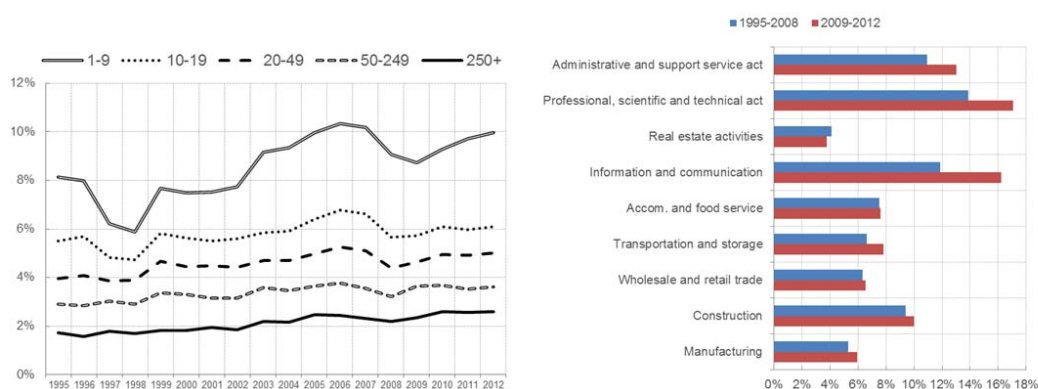 1-9 10-19 20-49 50-249 250+
12%
10%
8%
6%
4%
2%
0%
1995 1996 1997 1998 1999 2000 2001 2002 2003 2004 2005 2006 2007 2008 2009 2010 2011 2012
1995-2008 2009-2012
Administrative and support service act
Professional, scientific and technical act
Real estate activities
Information and communication
Accom. and food service
Transportation and storage
Wholesale and retail trade
Construction
Manufacturing
0% 2% 4% 6% 8% 10% 12% 14% 16% 18%